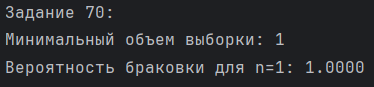 Задание 70:
Минимальный объем выборки: 1
Вероятность браковки для n=1: 1.0000